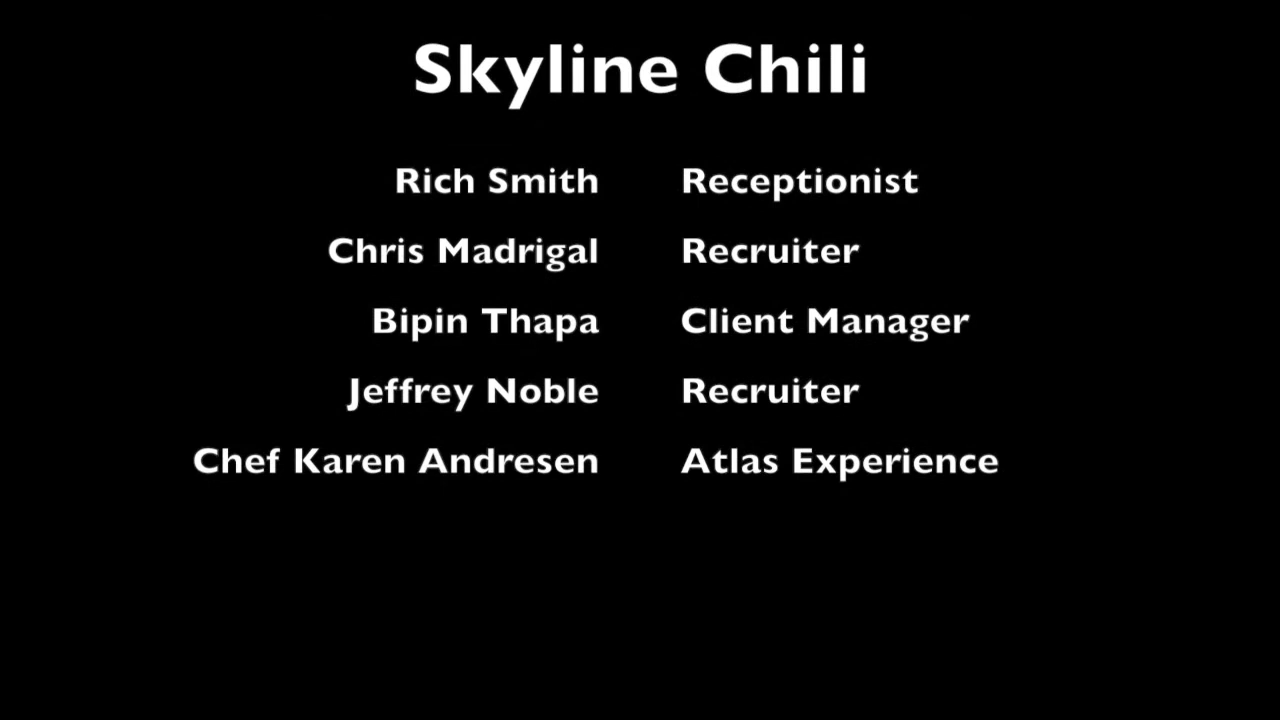 Skyline Chili
Rich Smith Receptionist
Chris Madrigal Recruiter
Bipin Thapa Client Manager
Jeffrey Noble Recruiter
Chef Karen Andresen Atlas Experience